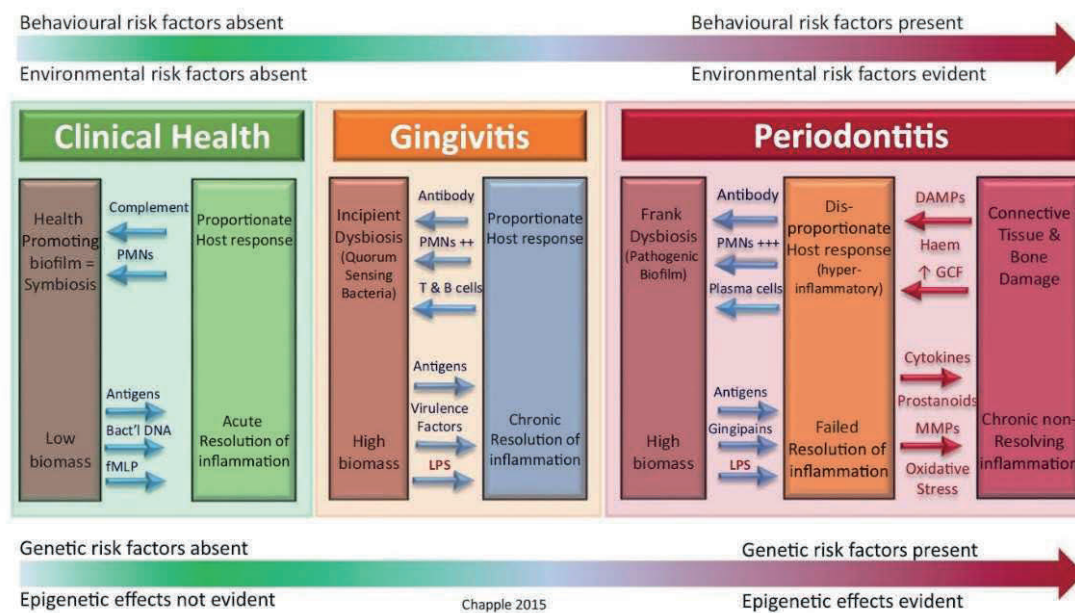 Behavioural risk factors absent
Behavioural risk factors present
Environmental risk factors absent
Environmental risk factors evident
Clinical Health
Health
Promoting
biofilm =
Symbiosis
Low
biomass
Complement
PMNs
Antigens
Bact'l DNA
fMLP
Proportionate
Host response
Acute
Resolution of
inflammation
Gingivitis
Incipient
Dysbiosis
(Quorum
Sensing
Bacteria)
High
biomass
Antibody
PMNs ++
T & B cells
Antigens
Virulence
Factors
LPS
Proportionate
Host response
Chronic
Resolution of
inflammation
Periodontitis
Frank
Dysbiosis
(Pathogenic
Biofilm)
High
biomass
Antibody
PMNs +++
Plasma cells
Antigens
Gingipains
LPS
Dis-
proportionate
Host response
(hyper-
inflammatory)
Failed
Resolution of
inflammation
DAMPs
Haem
↑ GCF
Cytokines
Prostanoids
MMPs
Oxidative
Stress
Connective
Tissue &
Bone
Damage
Chronic non-
Resolving
inflammation
Genetic risk factors absent
Genetic risk factors present
Epigenetic effects not evident
Chapple 2015
Epigenetic effects evident